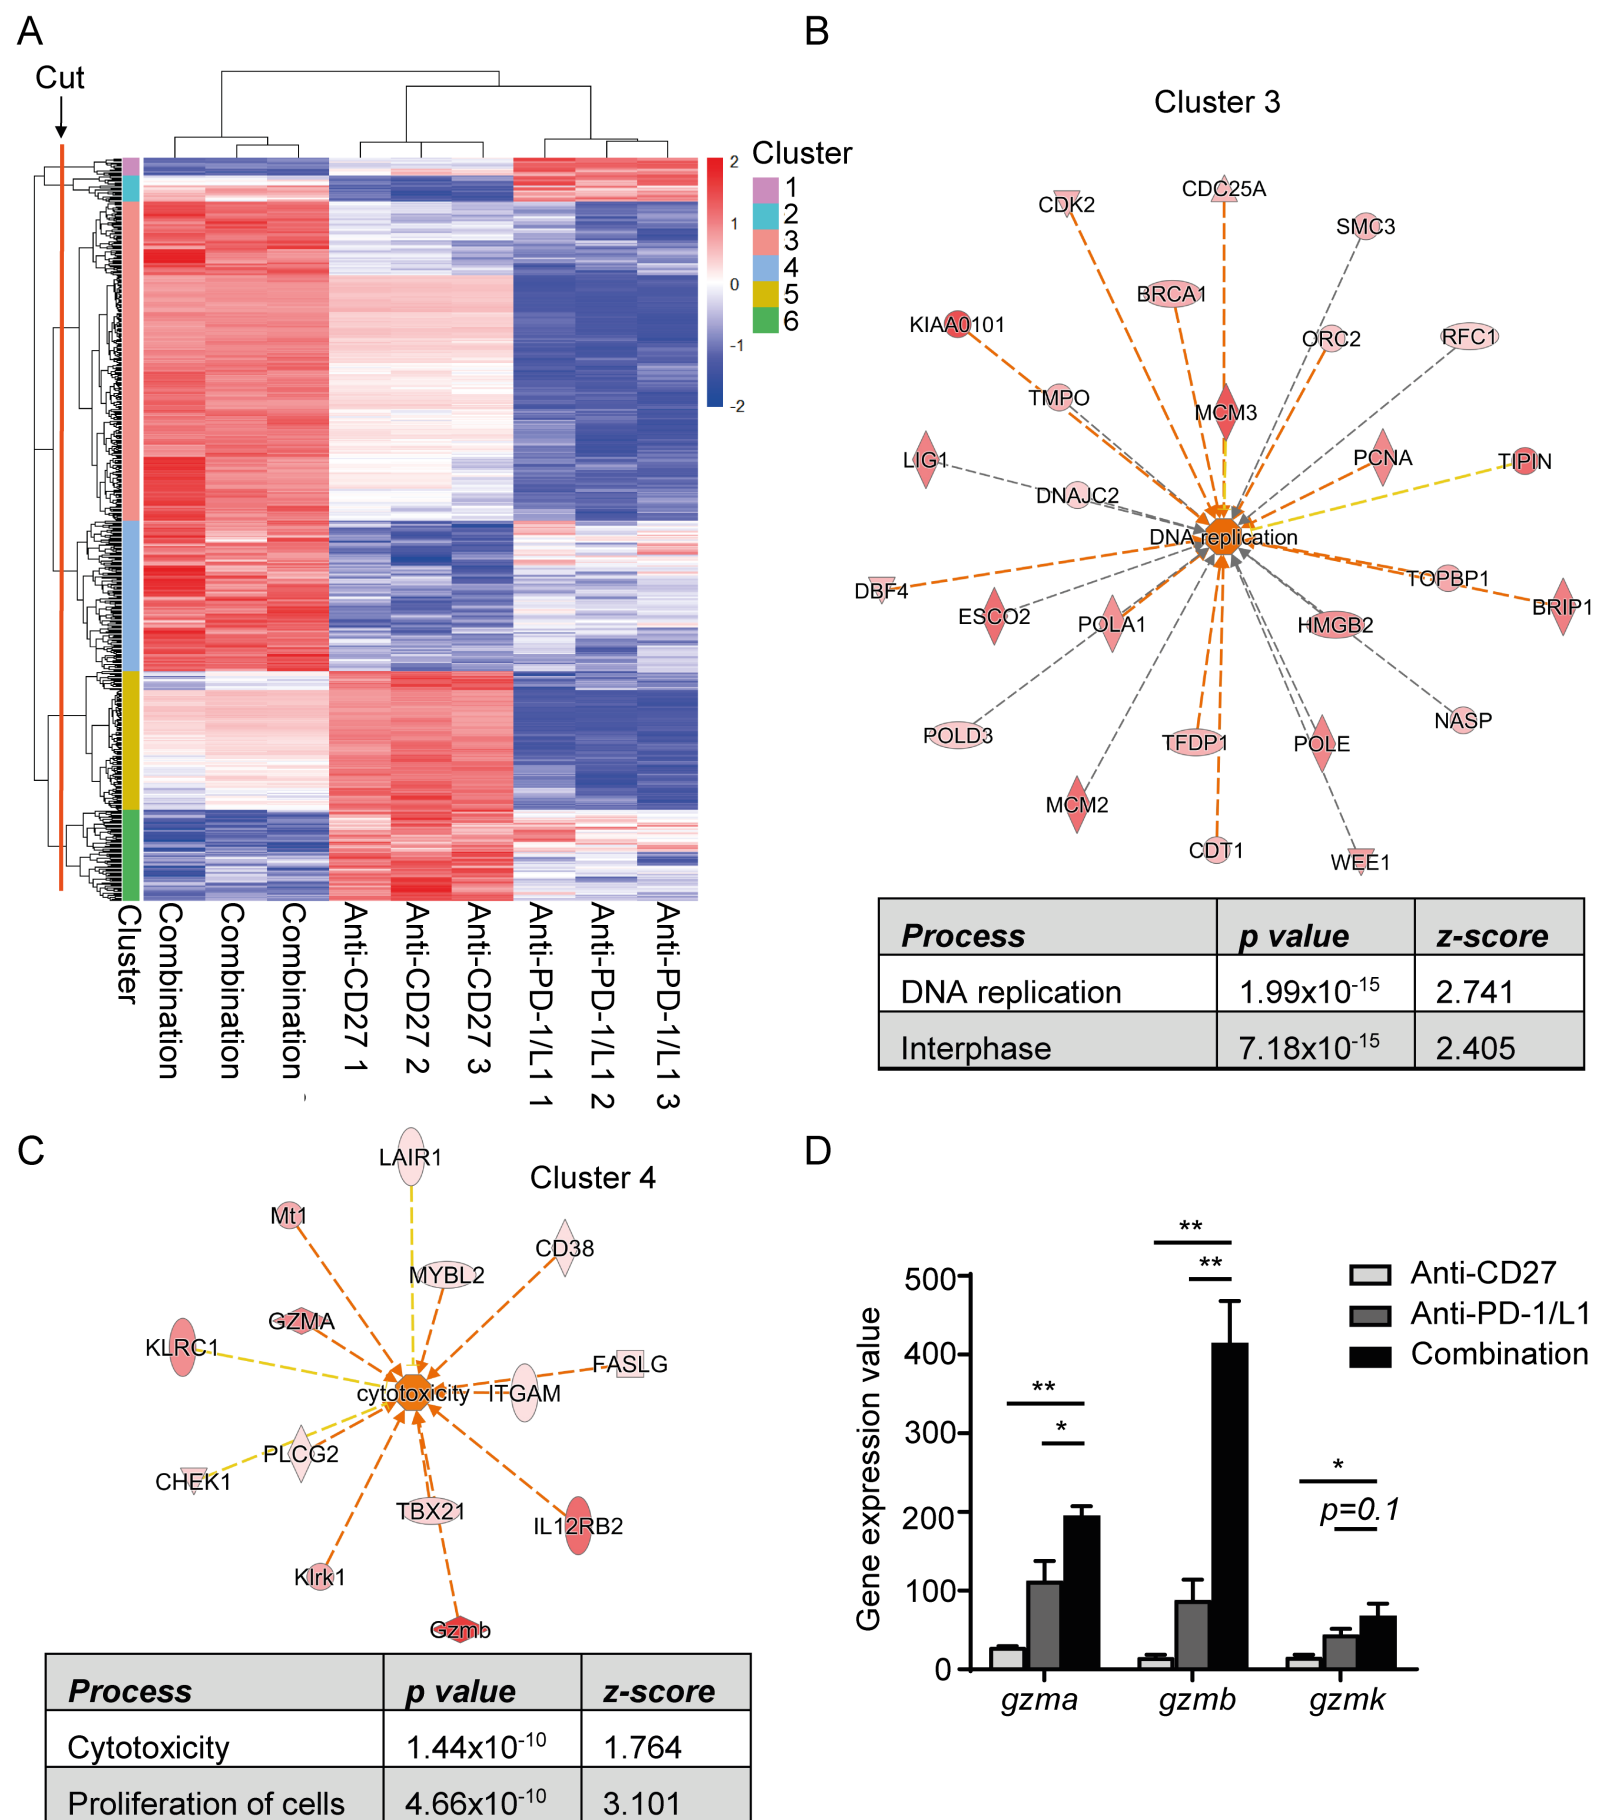 A
Cut
Cluster
1
2
3
4
5
6
2
1
0
-1
-2
Cluster
Combination
Combination
Combination
Anti-CD27 1
Anti-CD27 2
Anti-CD27 3
Anti-PD-1/L1 1
Anti-PD-1/L1 2
Anti-PD-1/L1 3
B
Cluster 3
CDK2
CDC25A
SMC3
BRCA1
KIAA0101
ORC2
RFC1
TMPO
MCM3
LIG1
PCNA
TIPIN
DNAJC2
DNA replication
DBF4
TOPBP1
BRIP1
ESCO2
POLA1
HMGB2
POLD3
TFDP1
POLE
NASP
MCM2
CDT1
WEE1
Process p value z-score
DNA replication 1.99x10⁻¹⁵ 2.741
Interphase 7.18x10⁻¹⁵ 2.405
C
Cluster 4
LAIR1
Mt1
CD38
MYBL2
GZMA
KLRC1
FASLG
cytotoxicity
ITGAM
PLCG2
CHEK1
TBX21
IL12RB2
Klrk1
Gzmb
Process p value z-score
Cytotoxicity 1.44x10⁻¹⁰ 1.764
Proliferation of cells 4.66x10⁻¹⁰ 3.101
D
Gene expression value
500
400
300
200
100
0
**
*
**
**
*
p=0.1
gzma
gzmb
gzmk
Anti-CD27
Anti-PD-1/L1
Combination